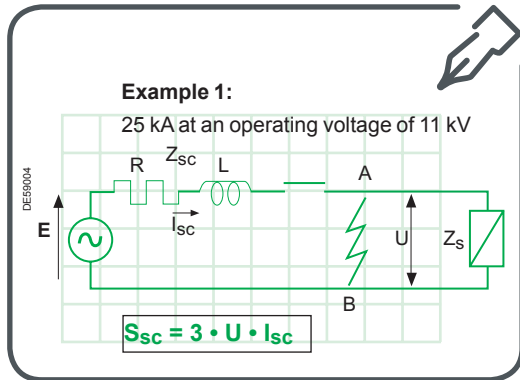 Example 1:
25 kA at an operating voltage of 11 kV
DE59004
Zsc
R
L
A
E
Isc
U
Zs
B
Ssc = 3 • U • Isc